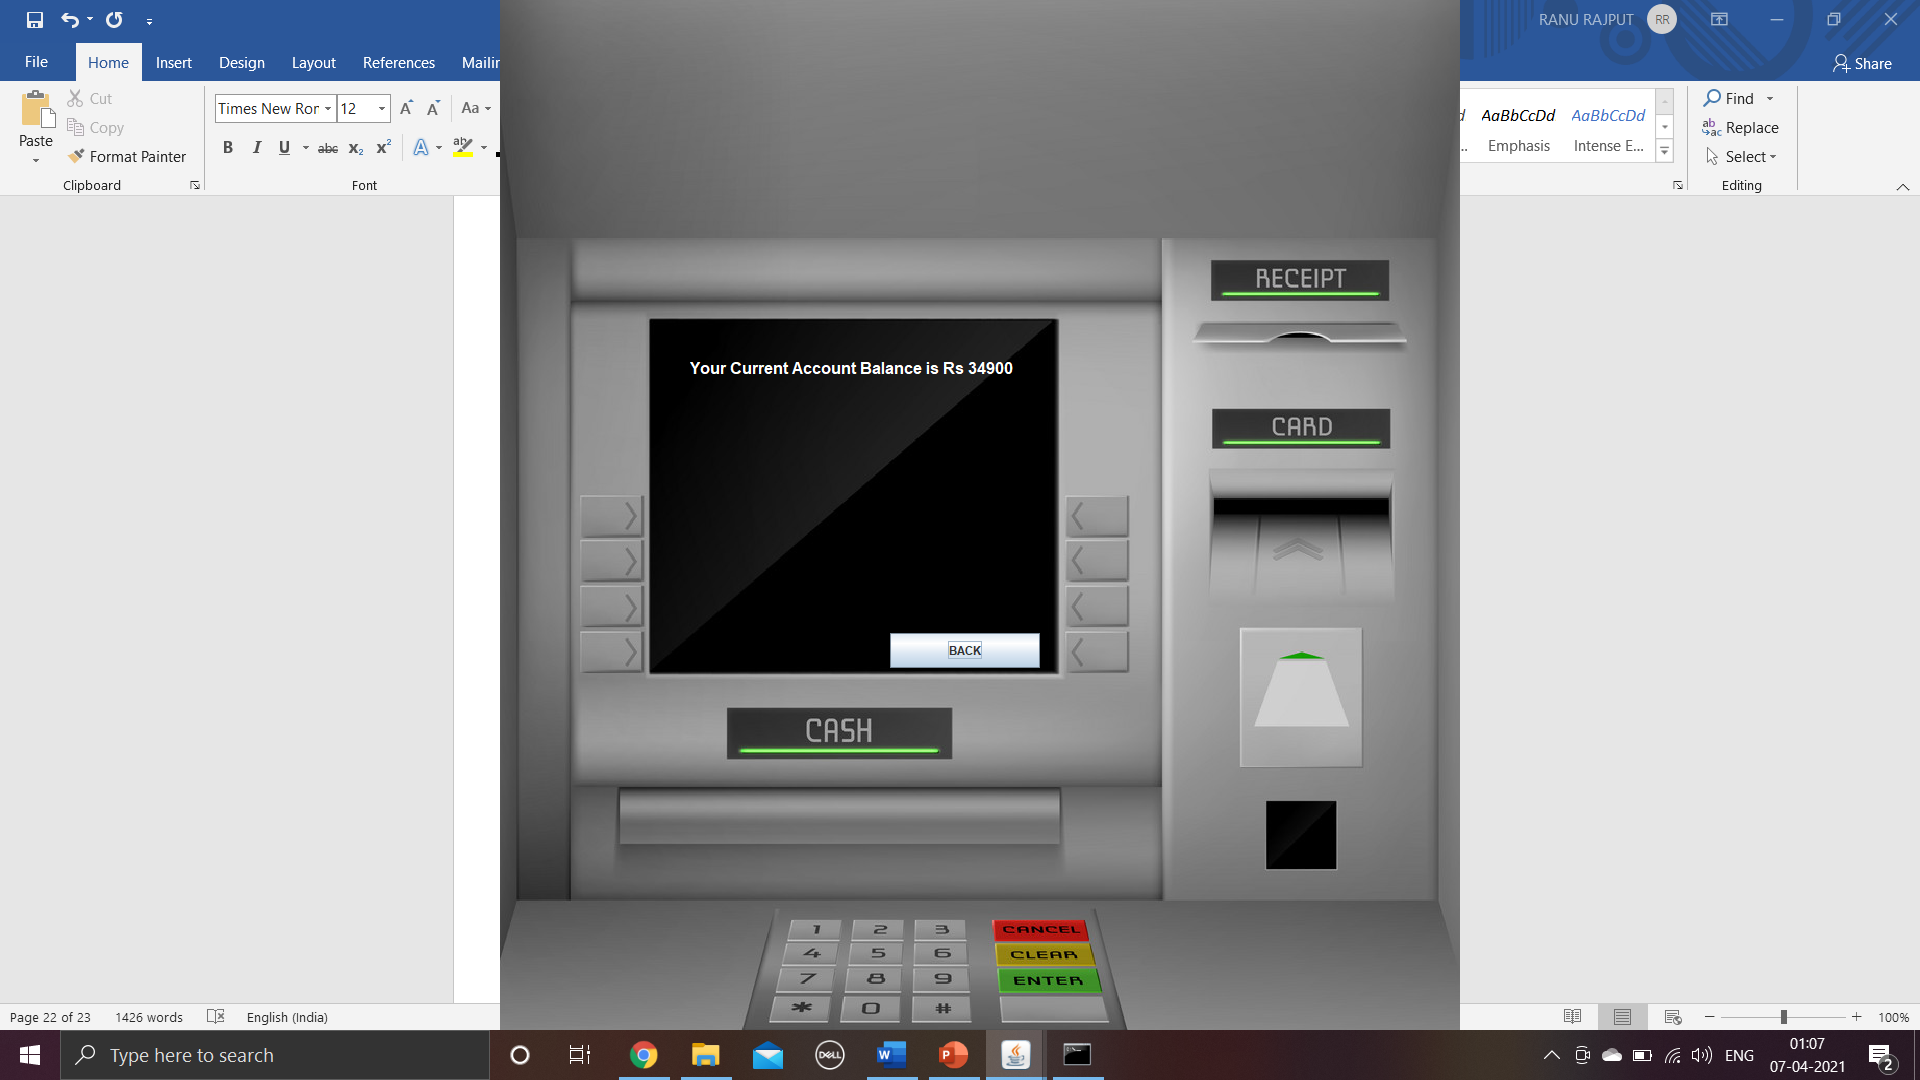 RANU RAJPUT RR
File Home Insert Design Layout References Share
Cut
Copy
Paste
Format Painter
Clipboard
Times New Ror 12 A A Aa
B I U abc x2 x2 A ab
Font
AaBbCcDd AaBbCcDd
Emphasis Intense E...
Find
Replace
Select
Editing
RECEIPT
Your Current Account Balance is Rs 34900
CARD
BACK
CASH
1 2 3 CANCEL
4 5 6 CLEAR
7 8 9 ENTER
* 0 #
Page 22 of 23 1426 words English (India) 100%
Type here to search
DELL
W
P
ENG
01:07
07-04-2021
2